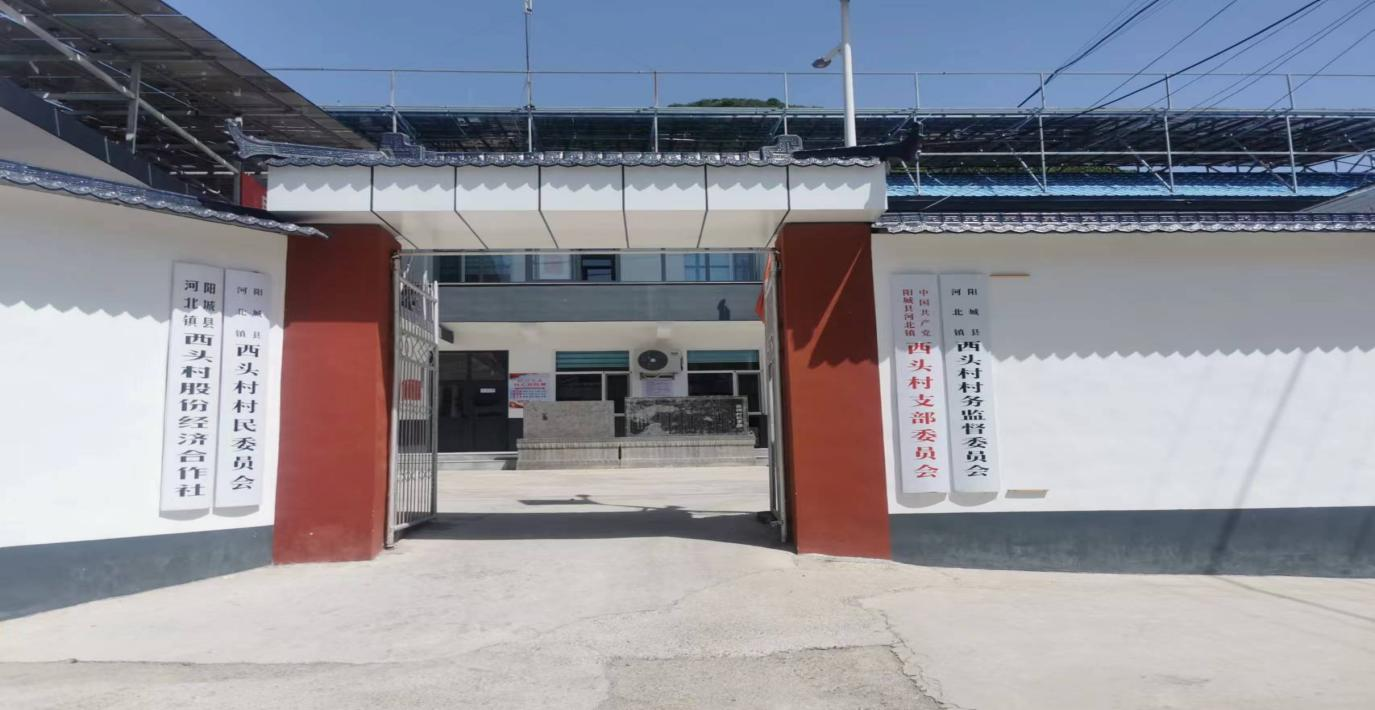 阳城县河北镇西头村股份经济合作社
阳城县河北镇西头村村民委员会
中国共产党阳城县河北镇西头村支部委员会
阳城县河北镇西头村村务监督委员会